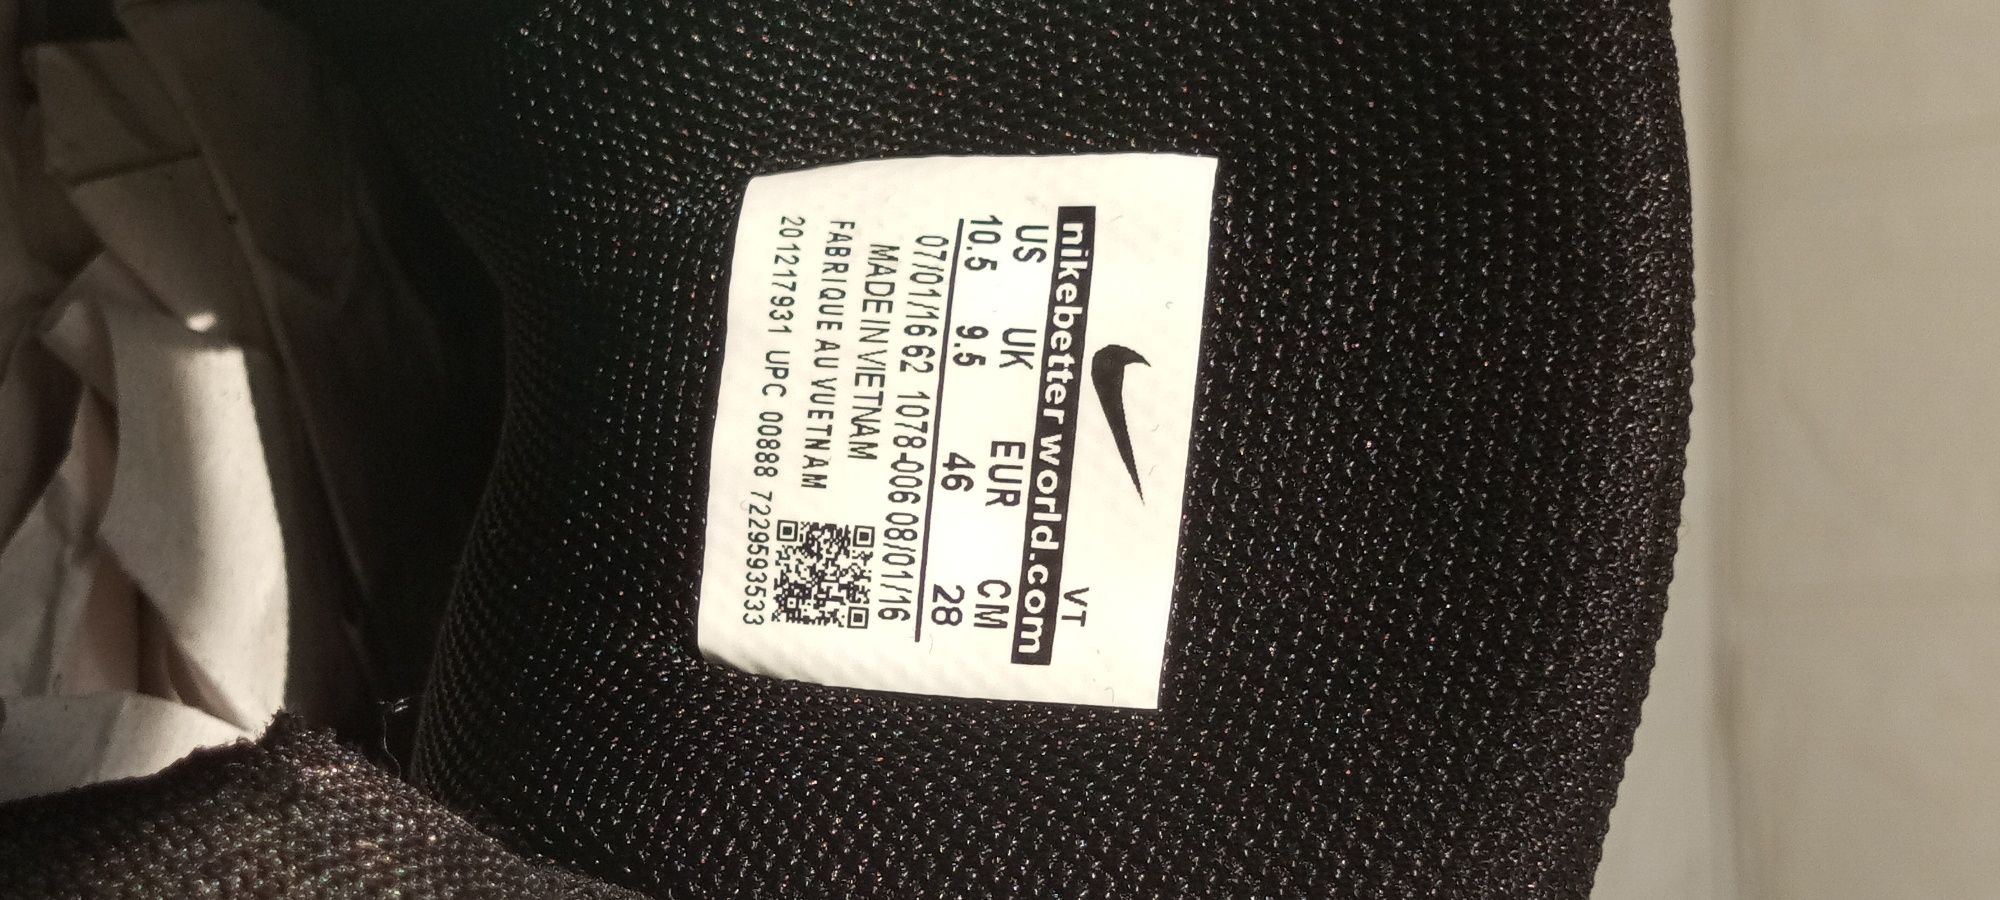 VT
nikebetterworld.com
US UK EUR CM
10.5 9.5 46 28
07/01/16 62 1078-006 08/01/16
MADE IN VIETNAM
FABRIQUE AU VUETNAM
201217931 UPC 00888 7229593533